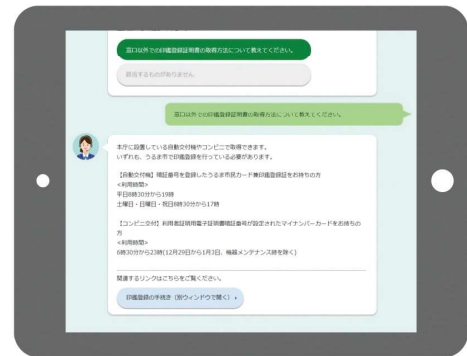 窓口以外での印鑑登録証明書の取得方法について教えてください。
該当するものがありません
窓口以外での印鑑登録証明書の取得方法について教えてください。
本庁に設置している自動交付機やコンビニで取得できます。
いずれも、うるま市で印鑑登録を行っている必要があります。
【自動交付機】暗証番号を登録したうるま市民カード兼印鑑登録証をお持ちの方
<利用時間>
平日8時30分から19時
土曜日・日曜日・祝日8時30分から17時
【コンビニ交付】利用者証明用電子証明書暗証番号が設定されたマイナンバーカードをお持ちの
方
<利用時間>
6時30分から23時(12月29日から1月3日、機器メンテナンス時を除く)
関連するリンクはこちらをご覧ください。
印鑑登録の手続き（別ウィンドウで開く）